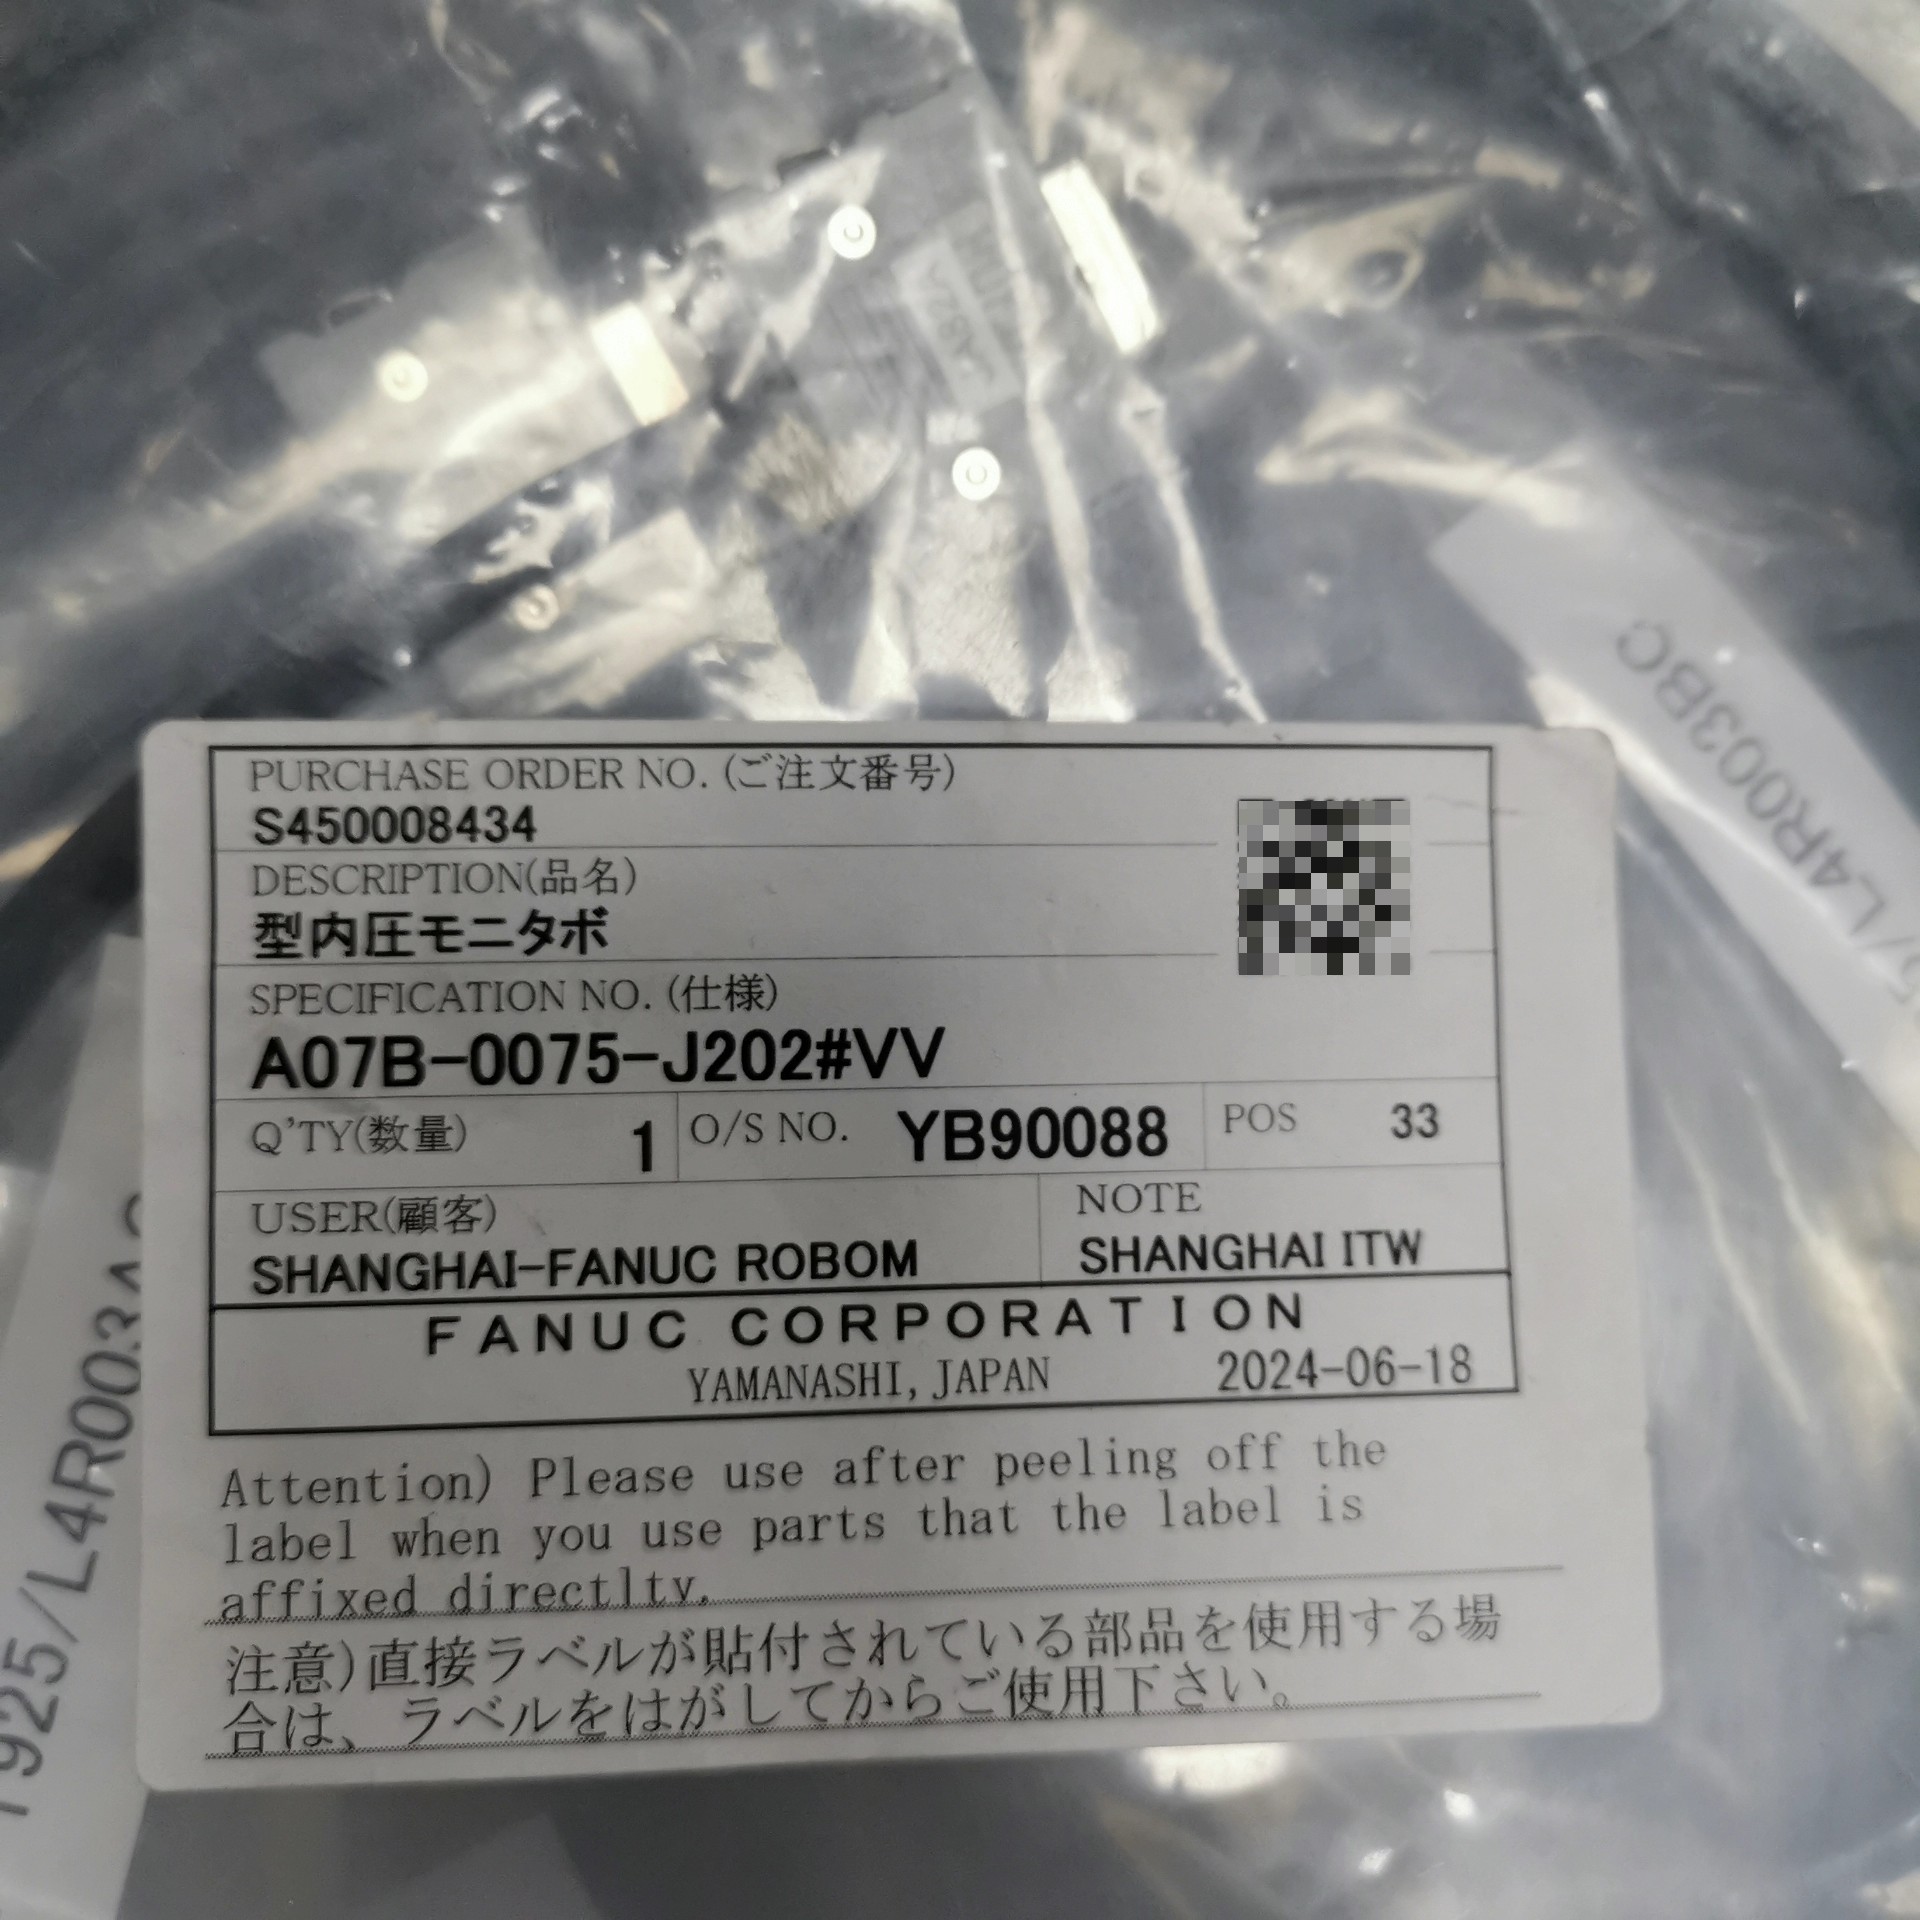 PURCHASE ORDER NO. (ご注文番号)
S450008434
DESCRIPTION(品名)
型内圧モニタボ
SPECIFICATION NO. (仕様)
A07B-0075-J202#VV
Q'TY(数量) 1 O/S NO. YB90088 POS 33
USER(顧客) NOTE
SHANGHAI-FANUC ROBOM SHANGHAI ITW
FANUC CORPORATION
YAMANASHI, JAPAN 2024-06-18
Attention) Please use after peeling off the
label when you use parts that the label is
affixed directlty.
注意)直接ラベルが貼付されている部品を使用する場
合は、ラベルをはがしてからご使用下さい。
/L4R003BC
925/L4R003